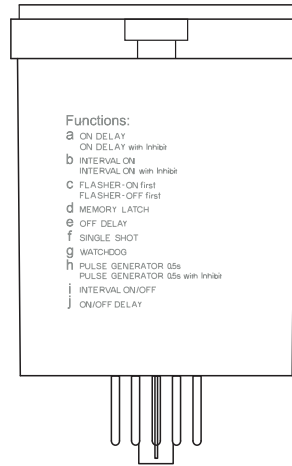 Functions:
a ON DELAY
ON DELAY with Inhibit
b INTERVAL ON
INTERVAL ON with Inhibit
c FLASHER-ON first
FLASHER-OFF first
d MEMORY LATCH
e OFF DELAY
f SINGLE SHOT
g WATCHDOG
h PULSE GENERATOR 0.5s
PULSE GENERATOR 0.5s with Inhibit
i INTERVAL ON/OFF
j ON/OFF DELAY